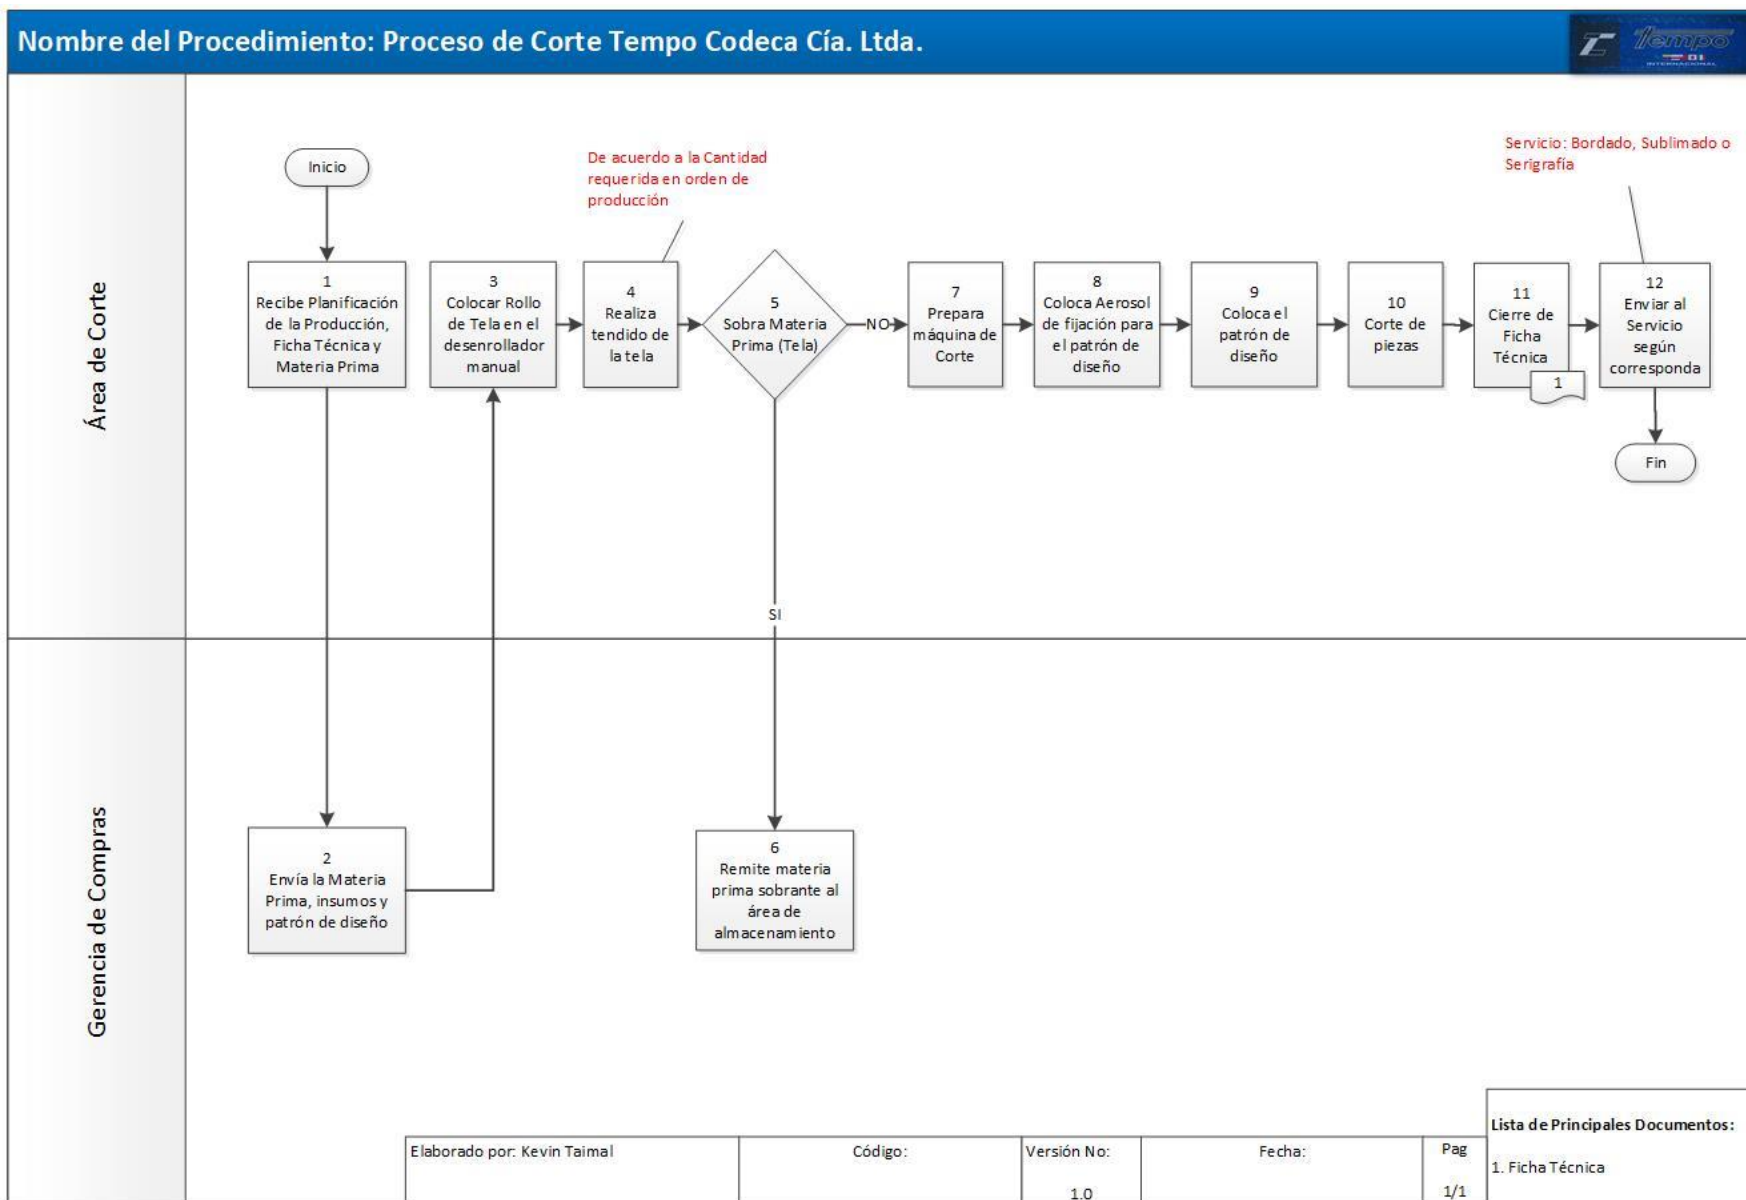 Nombre del Procedimiento: Proceso de Corte Tempo Codeca Cía. Ltda.
Tempo
INTERNACIONAL
Área de Corte
Inicio
De acuerdo a la Cantidad
requerida en orden de
producción
Servicio: Bordado, Sublimado o
Serigrafía
1
Recibe Planificación
de la Producción,
Ficha Técnica y
Materia Prima
3
Colocar Rollo
de Tela en el
desenrollador
manual
4
Realiza
tendido de
la tela
5
Sobra Materia
Prima (Tela)
NO
7
Prepara
máquina de
Corte
8
Coloca Aerosol
de fijación para
el patrón de
diseño
9
Coloca el
patrón de
diseño
10
Corte de
piezas
11
Cierre de
Ficha
Técnica
1
12
Enviar al
Servicio
según
corresponda
Fin
SI
Gerencia de Compras
2
Envía la Materia
Prima, insumos y
patrón de diseño
6
Remite materia
prima sobrante al
área de
almacenamiento
Elaborado por: Kevin Taimal
Código:
Versión No:
1.0
Fecha:
Pag
1/1
Lista de Principales Documentos:
1. Ficha Técnica